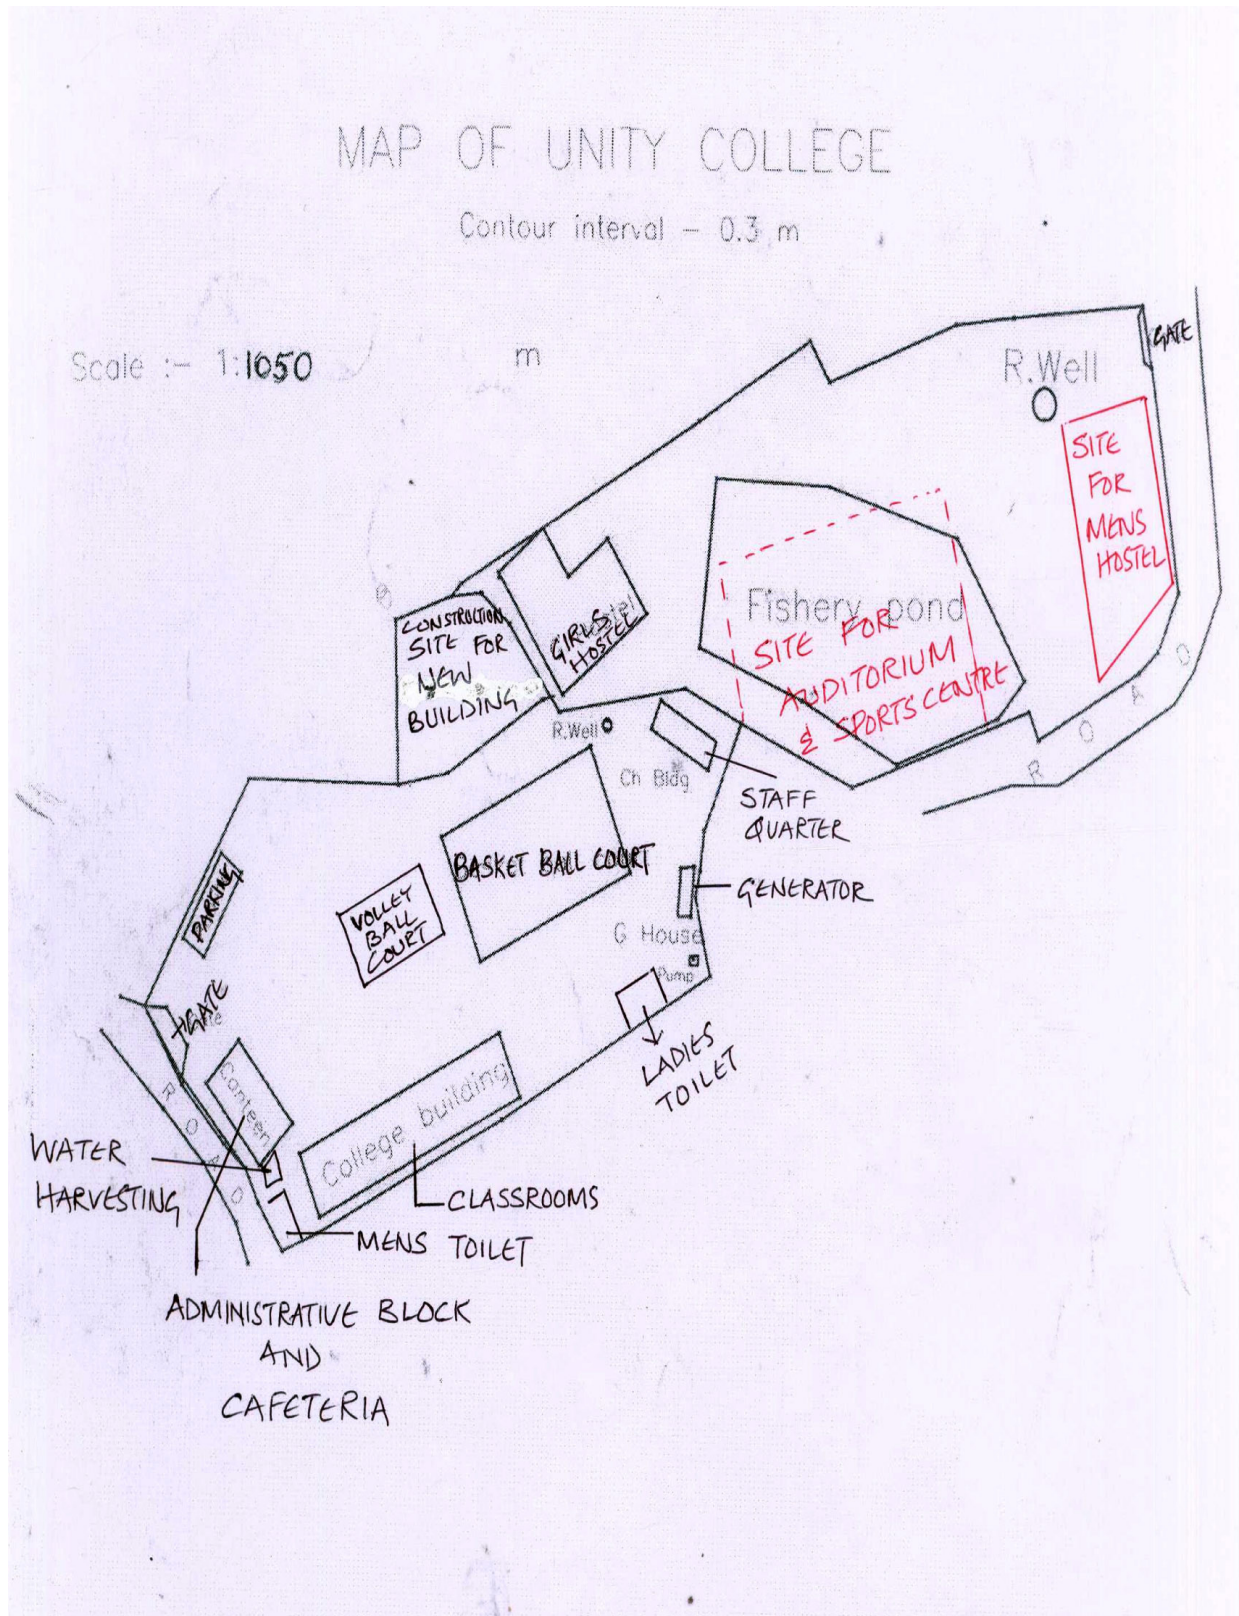 MAP OF UNITY COLLEGE
Contour interval - 0.3 m
Scale :- 1:1050
m
GATE
R.Well
SITE
FOR
MENS
HOSTEL
Fishery pond
SITE FOR
AUDITORIUM
& SPORTS CENTRE
CONSTRUCTION
SITE FOR
NEW
BUILDING
GIRLS
HOSTEL
R.Well
Ch Bldg
STAFF
QUARTER
ROAD
BASKET BALL COURT
VOLLEY
BALL
COURT
PARKING
GENERATOR
G House
Pump
GATE
LADIES
TOILET
Canteen
College building
ROAD
WATER
HARVESTING
CLASSROOMS
MENS TOILET
ADMINISTRATIVE BLOCK
AND
CAFETERIA